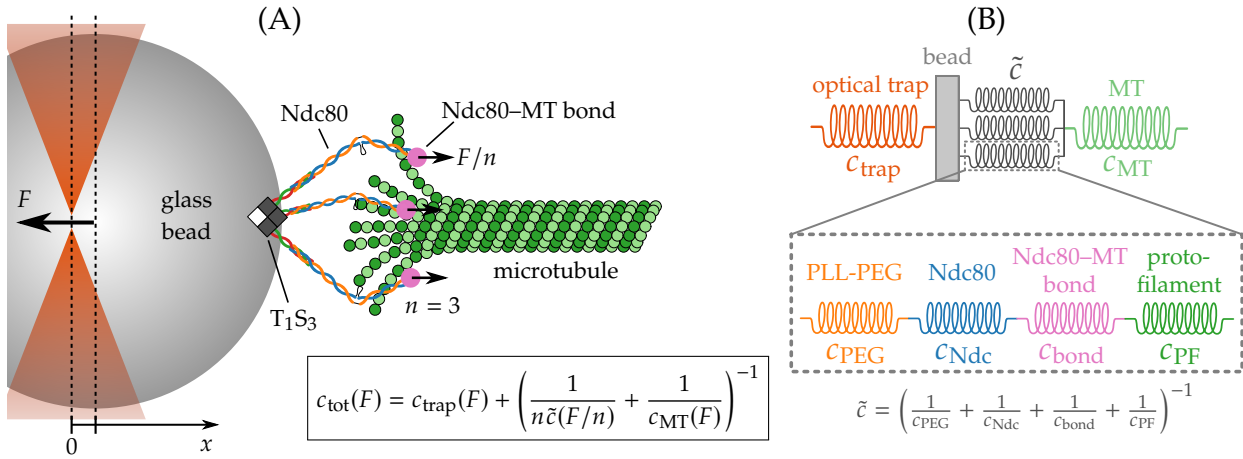 (A)
Ndc80
Ndc80–MT bond
F/n
F
glass
bead
microtubule
n = 3
T₁S₃
0
x
c_tot(F) = c_trap(F) + (1/(nc̃(F/n)) + 1/(c_MT(F)))⁻¹
(B)
bead
optical trap
c̃
MT
c_trap
c_MT
PLL-PEG
Ndc80
Ndc80–MT
bond
proto-
filament
c_PEG
c_Ndc
c_bond
c_PF
c̃ = (1/c_PEG + 1/c_Ndc + 1/c_bond + 1/c_PF)⁻¹